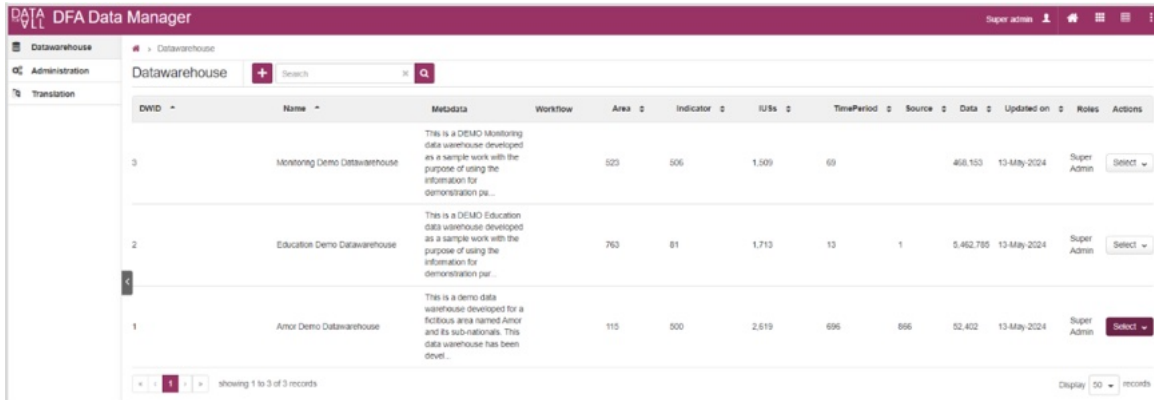 DATA
FOR ALL DFA Data Manager
Super admin
Datawarehouse
Administration
Translation
> Datawarehouse
Datawarehouse + Search ×
DWID Name Metadata Workflow Area Indicator IUSs TimePeriod Source Data Updated on Roles Actions
3 Monitoring Demo Datawarehouse This is a DEMO Monitoring
data warehouse developed
as a sample work with the
purpose of using the
information for
demonstration pu... 523 506 1,509 69 468,153 13-May-2024 Super
Admin Select
2 Education Demo Datawarehouse This is a DEMO Education
data warehouse developed
as a sample work with the
purpose of using the
information for
demonstration pur... 763 81 1,713 13 1 5,462,785 13-May-2024 Super
Admin Select
1 Amor Demo Datawarehouse This is a demo data
warehouse developed for a
fictitious area named Amor
and its sub-nationals. This
data warehouse has been
devel... 115 500 2,619 696 866 52,402 13-May-2024 Super
Admin Select
« ‹ 1 › » showing 1 to 3 of 3 records
Display 50 records